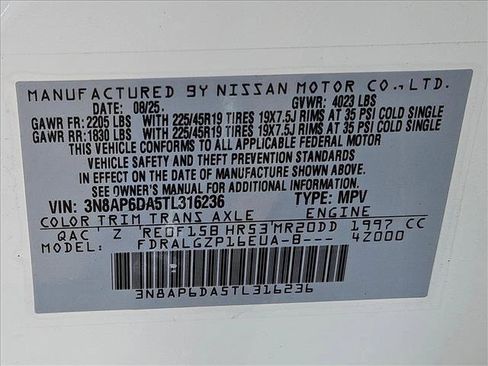 MANUFACTURED BY NISSAN MOTOR CO., LTD.
DATE: 08/25. GVWR: 4023 LBS
GAWR FR: 2205 LBS WITH 225/45R19 TIRES 19X7.5J RIMS AT 35 PSI COLD SINGLE
GAWR RR: 1830 LBS WITH 225/45R19 TIRES 19X7.5J RIMS AT 35 PSI COLD SINGLE
THIS VEHICLE CONFORMS TO ALL APPLICABLE FEDERAL MOTOR
VEHICLE SAFETY AND THEFT PREVENTION STANDARDS
IN EFFECT ON THE DATE OF MANUFACTURE SHOWN ABOVE.
SEE OWNER'S MANUAL FOR ADDITIONAL INFORMATION.
VIN: 3N8AP6DA5TL316236 TYPE: MPV
COLOR TRIM TRANS AXLE ENGINE
QAC' Z 'RE0F15B HR53'MR20DD 1997 CC
MODEL: FDRALGZP16EUA-B--- 4Z000
3N8AP6DA5TL316236